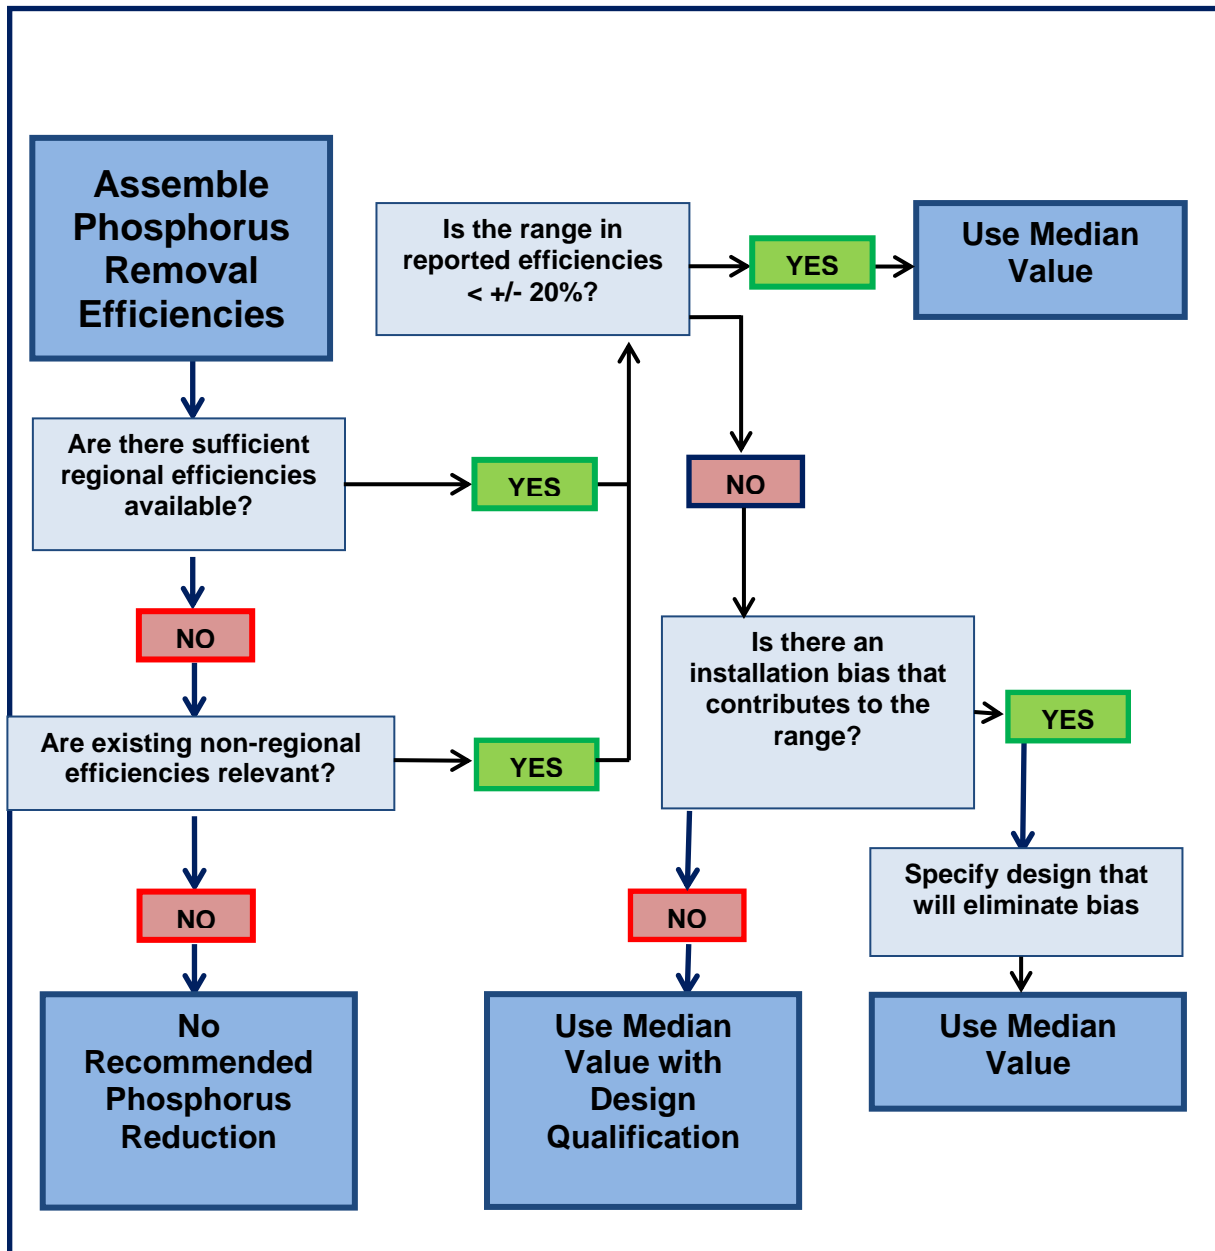 Assemble
Phosphorus
Removal
Efficiencies
Is the range in
reported efficiencies
< +/- 20%?
YES
Use Median
Value
Are there sufficient
regional efficiencies
available?
YES
NO
NO
Is there an
installation bias that
contributes to the
range?
YES
Are existing non-regional
efficiencies relevant?
YES
Specify design that
will eliminate bias
NO
NO
No
Recommended
Phosphorus
Reduction
Use Median
Value with
Design
Qualification
Use Median
Value